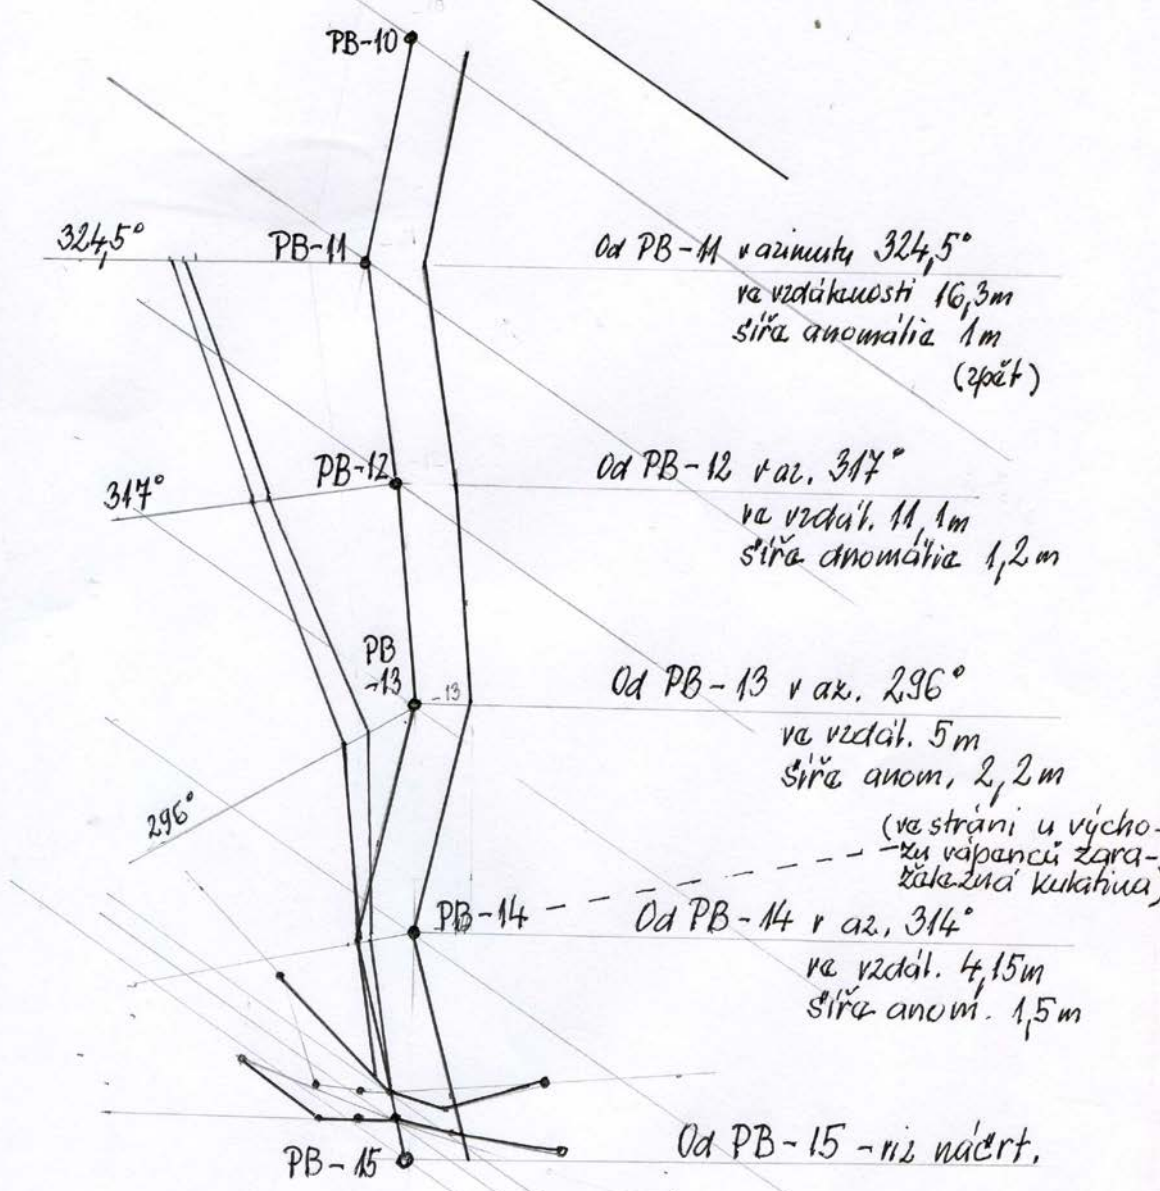 PB-10
324,5°
PB-11
Od PB-11 v azimutu 324,5°
ve vzdálenosti 16,3m
šířa anomália 1m
(zpět)
PB-12
317°
Od PB-12 v az. 317°
ve vzdál. 11,1m
šířa anomália 1,2m
PB
-13
-13
Od PB-13 v az. 296°
ve vzdál. 5m
šířa anom, 2,2m
296°
(ve stráni u výcho-
zu vápenců zara-
železná kulatina)
PB-14
Od PB-14 v az. 314°
ve vzdál. 4,15m
šířa anom. 1,5m
PB-15
Od PB-15 -viz náčrt.